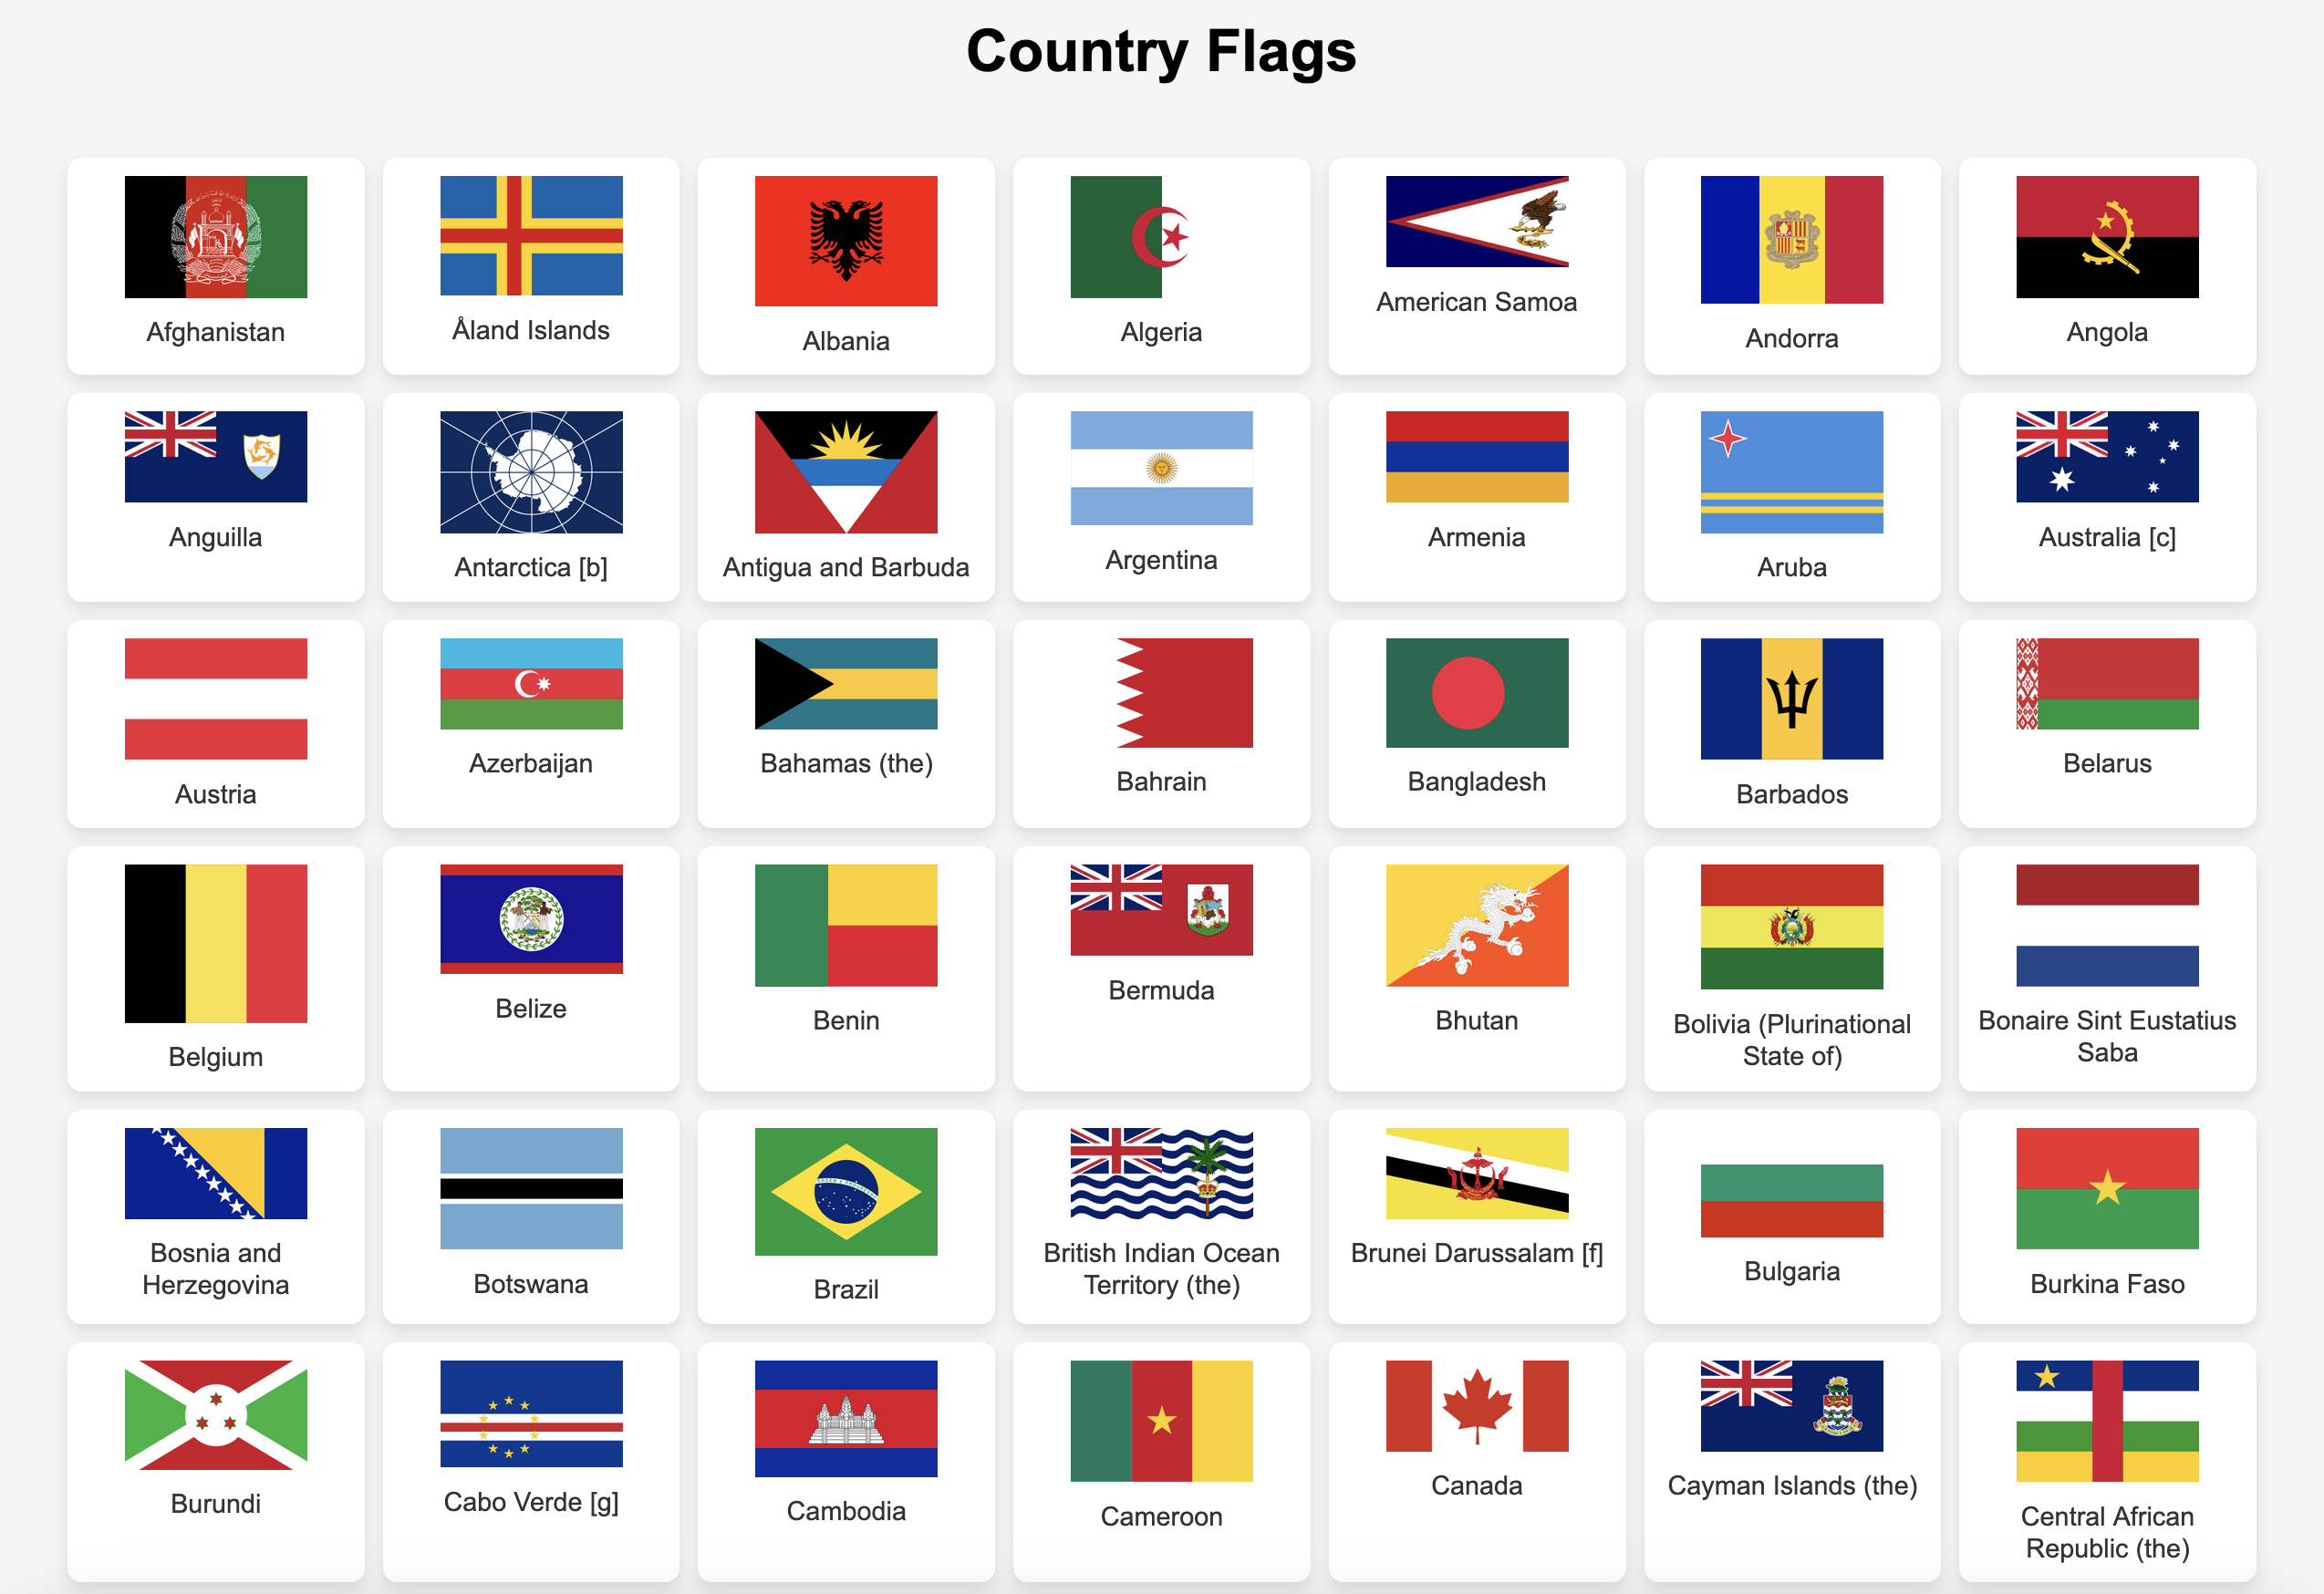 Country Flags
Afghanistan
Åland Islands
Albania
Algeria
American Samoa
Andorra
Angola
Anguilla
Antarctica [b]
Antigua and Barbuda
Argentina
Armenia
Aruba
Australia [c]
Austria
Azerbaijan
Bahamas (the)
Bahrain
Bangladesh
Barbados
Belarus
Belgium
Belize
Benin
Bermuda
Bhutan
Bolivia (Plurinational
State of)
Bonaire Sint Eustatius
Saba
Bosnia and
Herzegovina
Botswana
Brazil
British Indian Ocean
Territory (the)
Brunei Darussalam [f]
Bulgaria
Burkina Faso
Burundi
Cabo Verde [g]
Cambodia
Cameroon
Canada
Cayman Islands (the)
Central African
Republic (the)